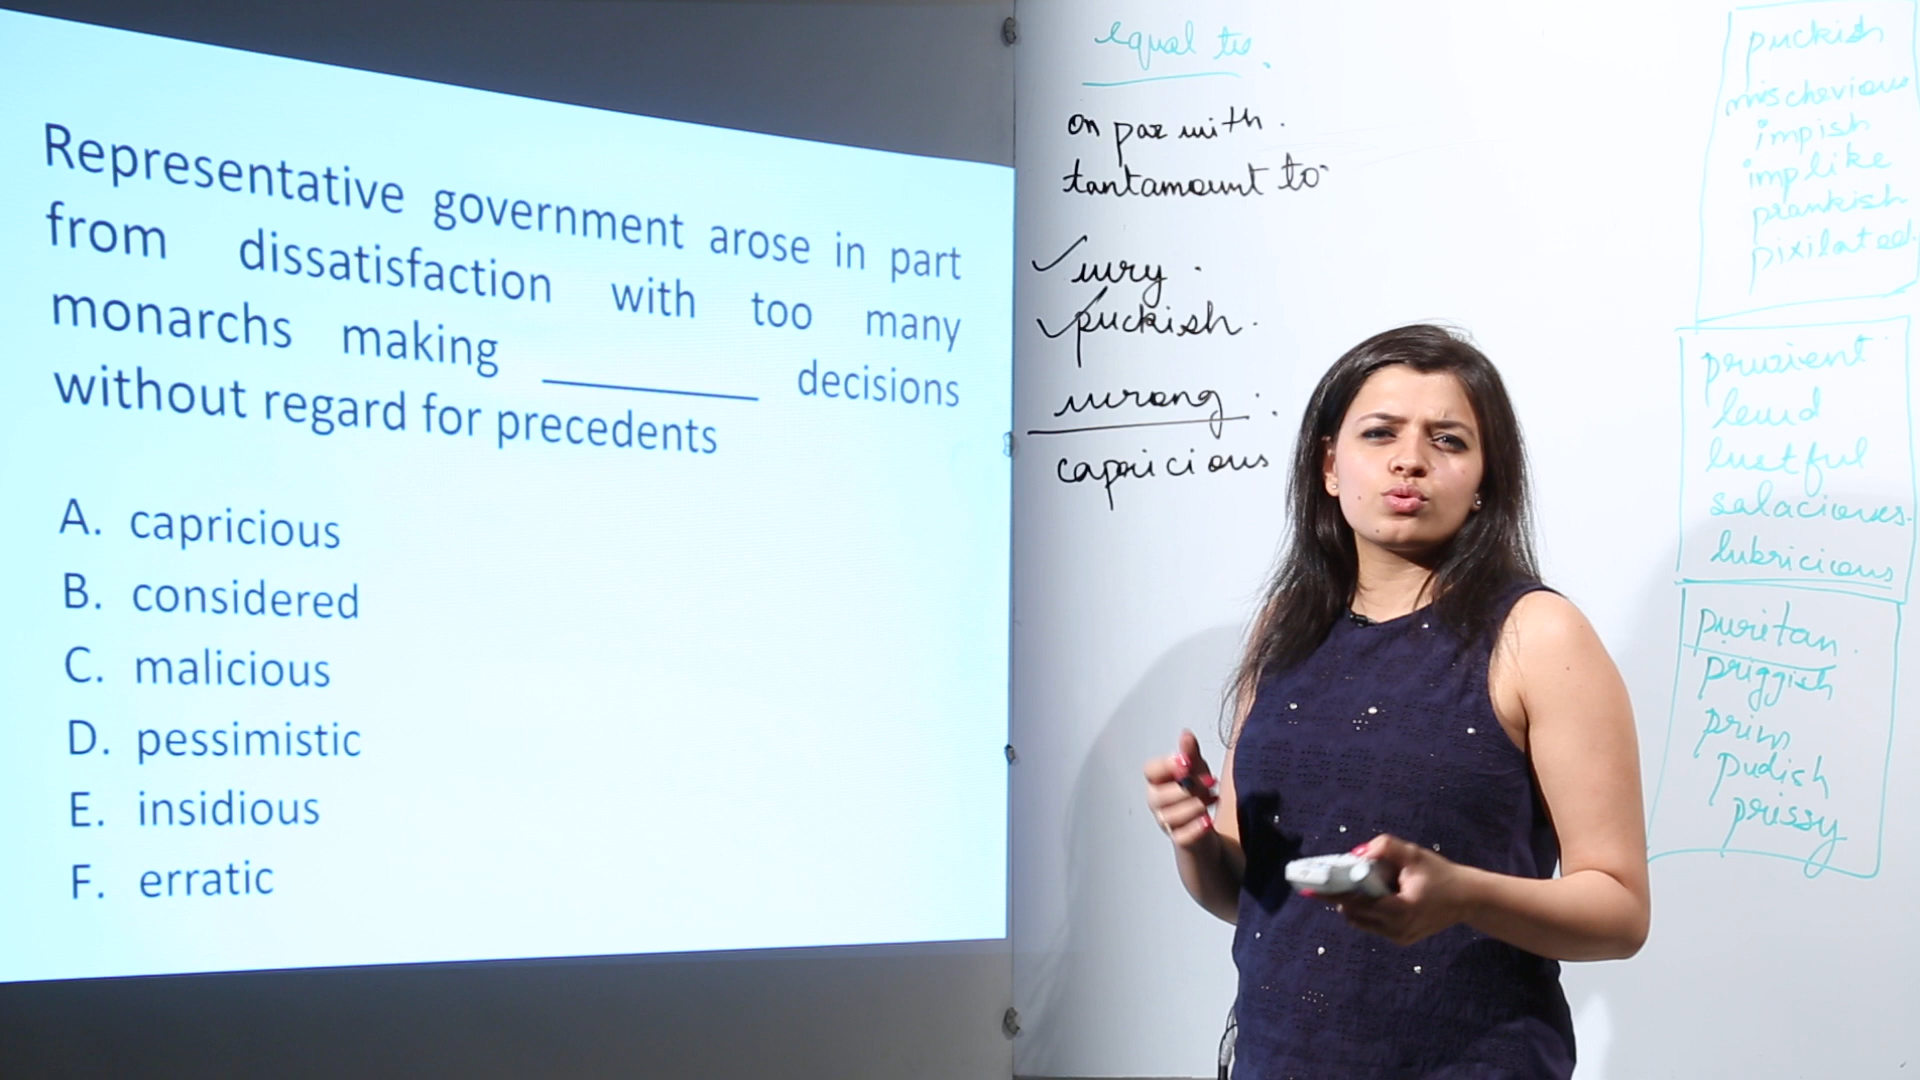 Representative government arose in part
from dissatisfaction with too many
monarchs making ________ decisions
without regard for precedents
A. capricious
B. considered
C. malicious
D. pessimistic
E. insidious
F. erratic
equal to.
on par with.
tantamount to
wry.
puckish.
wrong.
capricious
puckish
mischevious
impish
implike
prankish
pixilated.
prurient
lewd
lustful
salacious.
lubricious
puritan.
priggish
prim
pudish
prissy